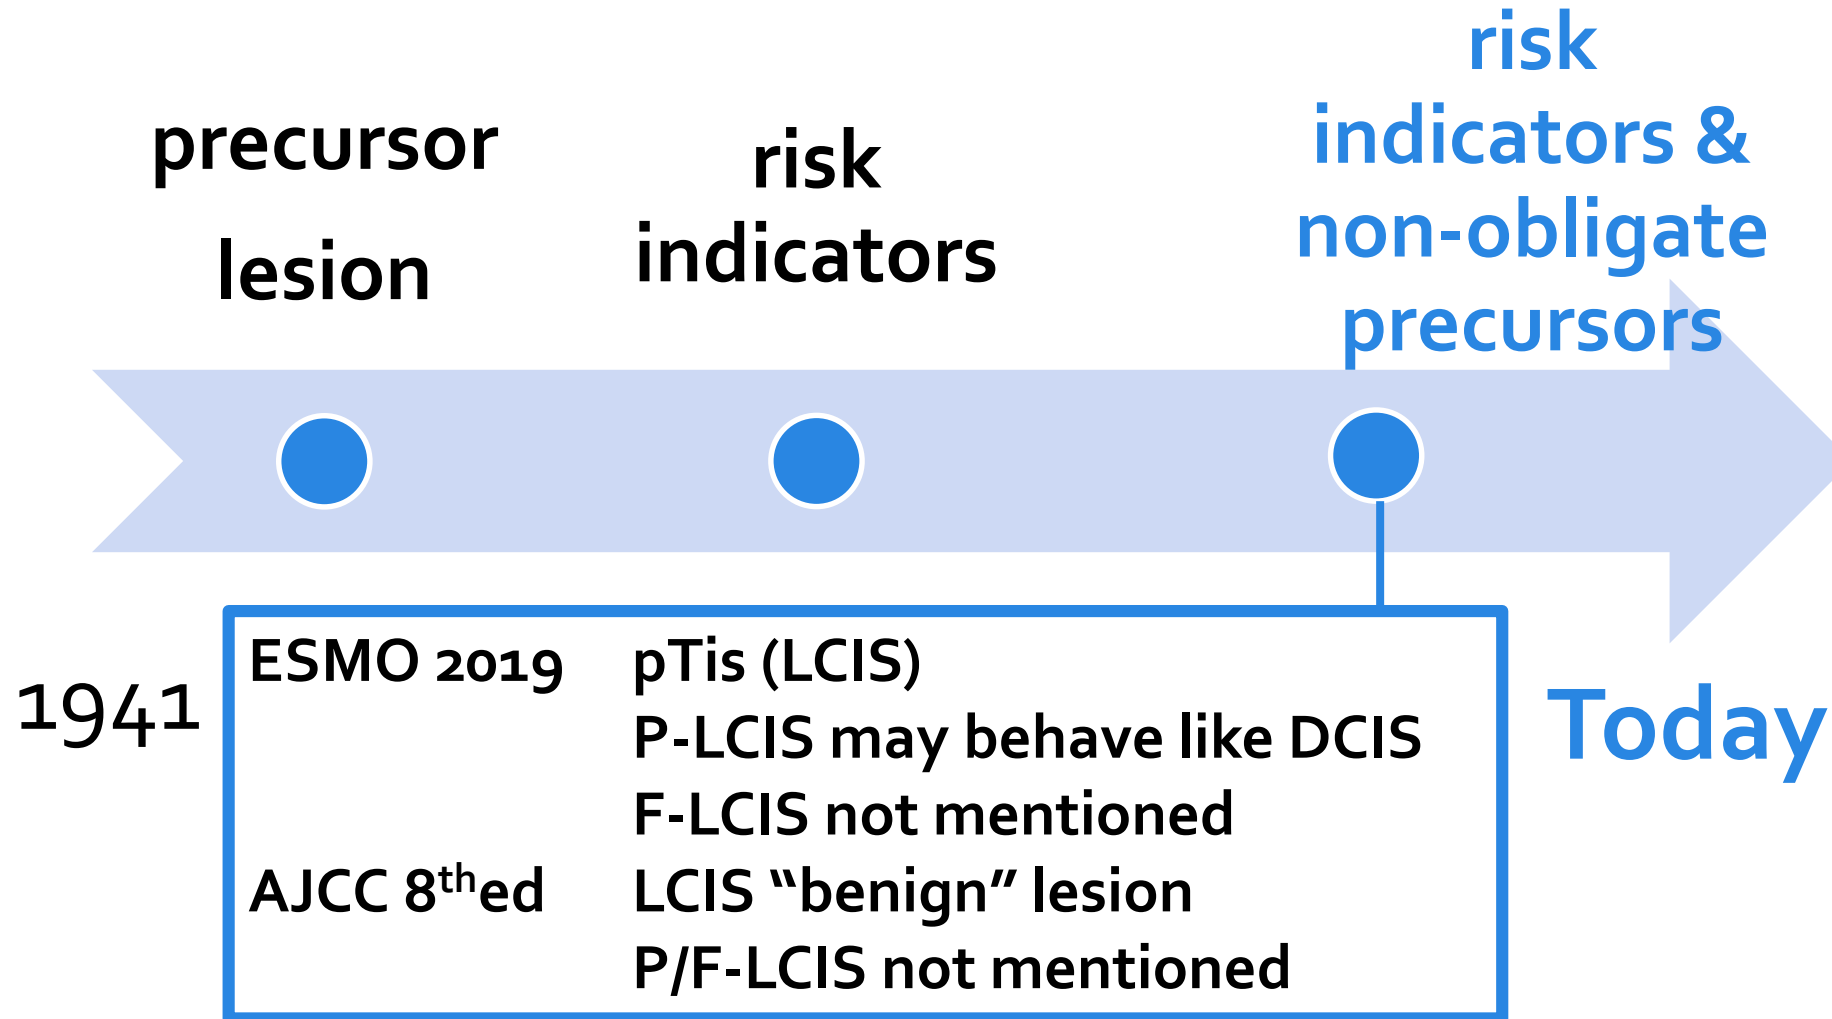 precursor
lesion
risk
indicators
risk
indicators &
non-obligate
precursors
1941
ESMO 2019 pTis (LCIS)
P-LCIS may behave like DCIS
F-LCIS not mentioned
AJCC 8thed LCIS “benign” lesion
P/F-LCIS not mentioned
Today